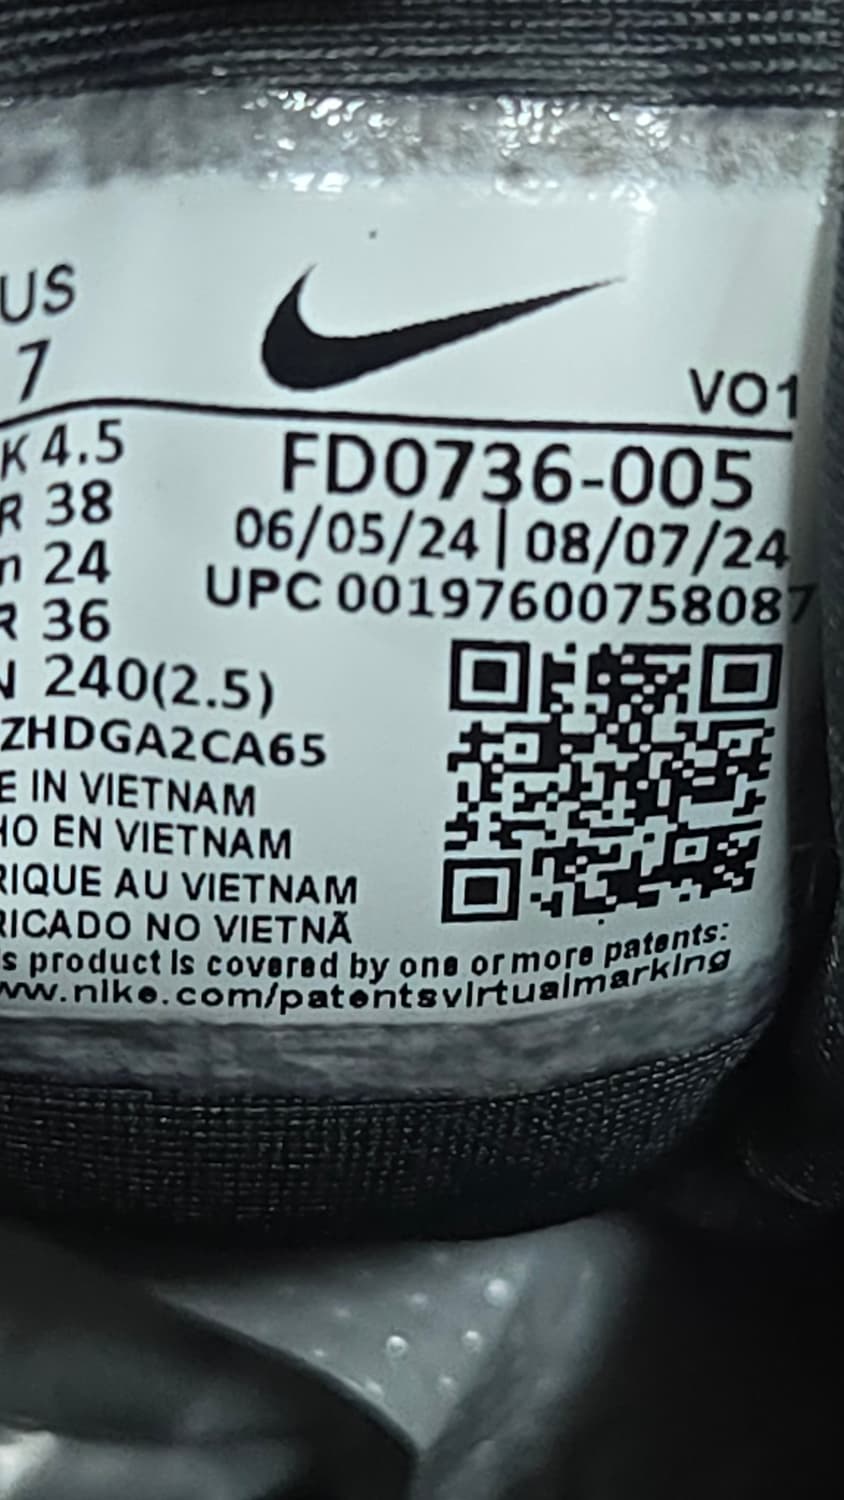 US
7
VO1
K 4.5
R 38
24
R 36
N 240(2.5)
FD0736-005
06/05/24 | 08/07/24
UPC 00197600758087
ZHDGA2CA65
E IN VIETNAM
HO EN VIETNAM
RIQUE AU VIETNAM
RICADO NO VIETNÃ
s product is covered by one or more patents:
ww.nike.com/patentsvirtualmarking